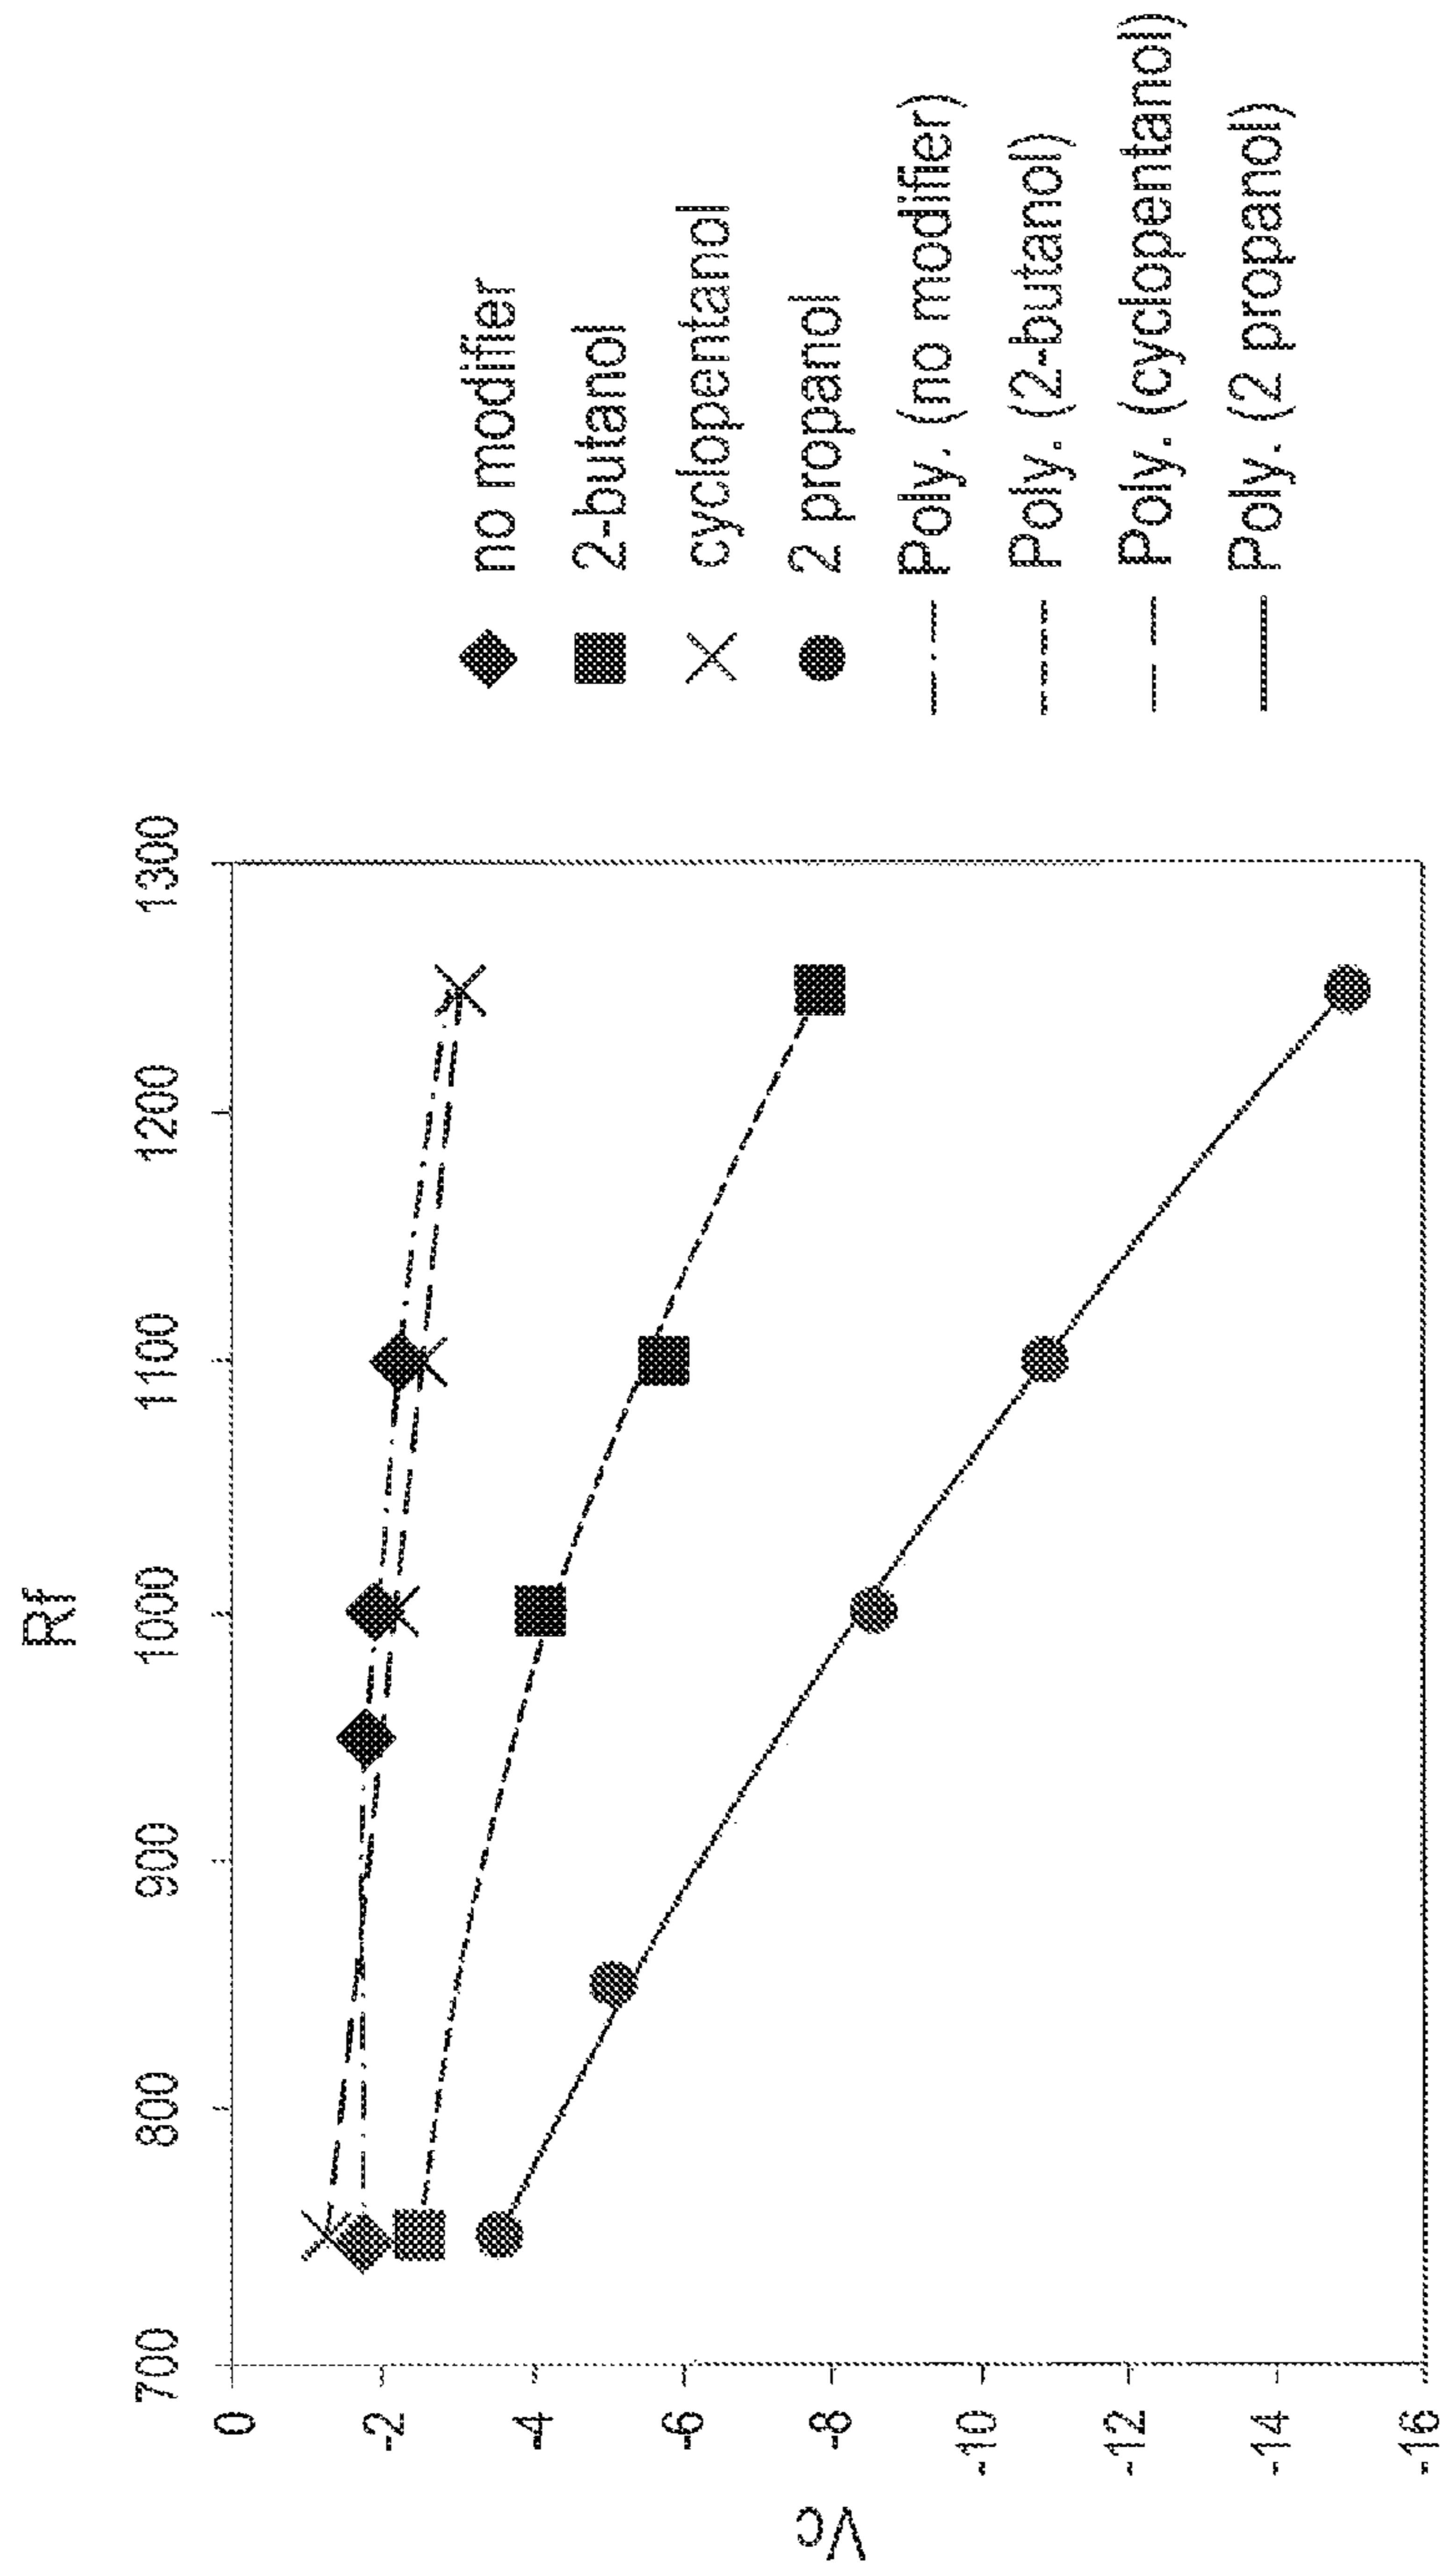 Rf
700 800 900 1000 1100 1200 1300
0
-2
-4
-6
-8
-10
-12
-14
-16
Vc
no modifier
2-butanol
cyclopentanol
2 propanol
Poly. (no modifier)
Poly. (2-butanol)
Poly. (cyclopentanol)
Poly. (2 propanol)